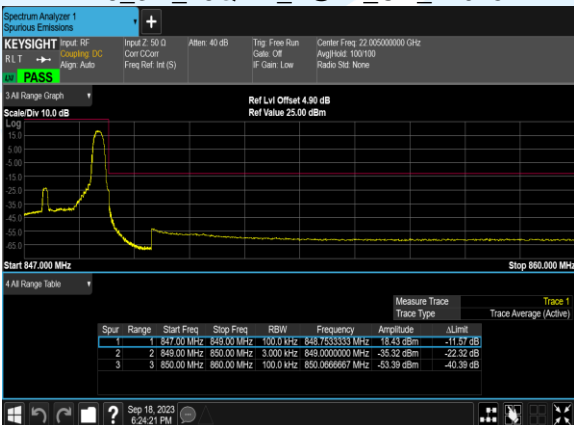 Spectrum Analyzer 1
Spurious Emissions
+
KEYSIGHT Input: RF Input Z: 50 Ω Atten: 40 dB Trig: Free Run Center Freq: 22.005000000 GHz
RLT Coupling: DC Corr CCorr Gate: Off Avg|Hold: 100/100
Align: Auto Freq Ref: Int (S) IF Gain: Low Radio Std: None
PASS
3 All Range Graph
Ref Lvl Offset 4.90 dB
Scale/Div 10.0 dB Ref Value 25.00 dBm
Log
15.0
5.00
-5.00
-15.0
-25.0
-35.0
-45.0
-55.0
-65.0
Start 847.000 MHz Stop 860.000 MHz
4 All Range Table
Measure Trace Trace 1
Trace Type Trace Average (Active)
Spur Range Start Freq Stop Freq RBW Frequency Amplitude ΔLimit
1 1 847.00 MHz 849.00 MHz 100.0 kHz 848.7533333 MHz 18.43 dBm -11.57 dB
2 2 849.00 MHz 850.00 MHz 3.000 kHz 849.0000000 MHz -35.32 dBm -22.32 dB
3 3 850.00 MHz 860.00 MHz 100.0 kHz 850.0666667 MHz -53.39 dBm -40.39 dB
? Sep 18, 2023
6:24:21 PM